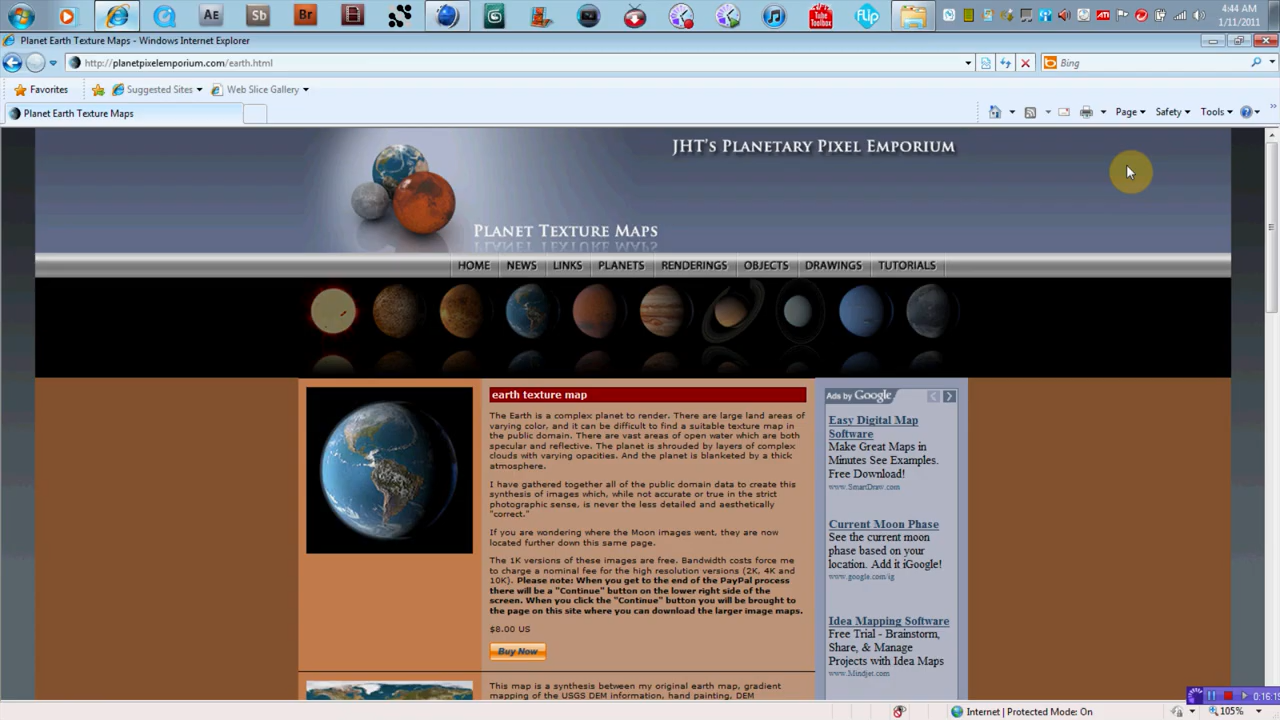 Ae
Sb
Br
Tube
Toolbox
FLIP
4:44 AM
1/11/2011
Planet Earth Texture Maps - Windows Internet Explorer
http://planetpixelemporium.com/earth.html
Bing
Favorites
Suggested Sites
Web Slice Gallery
Planet Earth Texture Maps
Page
Safety
Tools
JHT's Planetary Pixel Emporium
Planet Texture Maps
HOME
NEWS
LINKS
PLANETS
RENDERINGS
OBJECTS
DRAWINGS
TUTORIALS
earth texture map
The Earth is a complex planet to render. There are large land areas of
varying color, and it can be difficult to find a suitable texture map in
the public domain. There are vast areas of open water which are both
specular and reflective. The planet is shrouded by layers of complex
clouds with varying opacities. And the planet is blanketed by a thick
atmosphere.
I have gathered together all of the public domain data to create this
synthesis of images which, while not accurate or true in the strict
photographic sense, is never the less detailed and aesthetically
"correct."
If you are wondering where the Moon images went, they are now
located further down this same page.
The 1K versions of these images are free. Bandwidth costs force me
to charge a nominal fee for the high resolution versions (2K, 4K and
10K). Please note: When you get to the end of the PayPal process
there will be a "Continue" button on the lower right side of the
screen. When you click the "Continue" button you will be brought to
the page on this site where you can download the larger image maps.
$8.00 US
Buy Now
This map is a synthesis between my original earth map, gradient
mapping of the USGS DEM information, hand painting, DEM
Ads by Google
Easy Digital Map
Software
Make Great Maps in
Minutes See Examples.
Free Download!
www.SmartDraw.com
Current Moon Phase
See the current moon
phase based on your
location. Add it iGoogle!
www.google.com/ig
Idea Mapping Software
Free Trial - Brainstorm,
Share, & Manage
Projects with Idea Maps
www.Mindjet.com
0:16:19
Internet | Protected Mode: On
105%